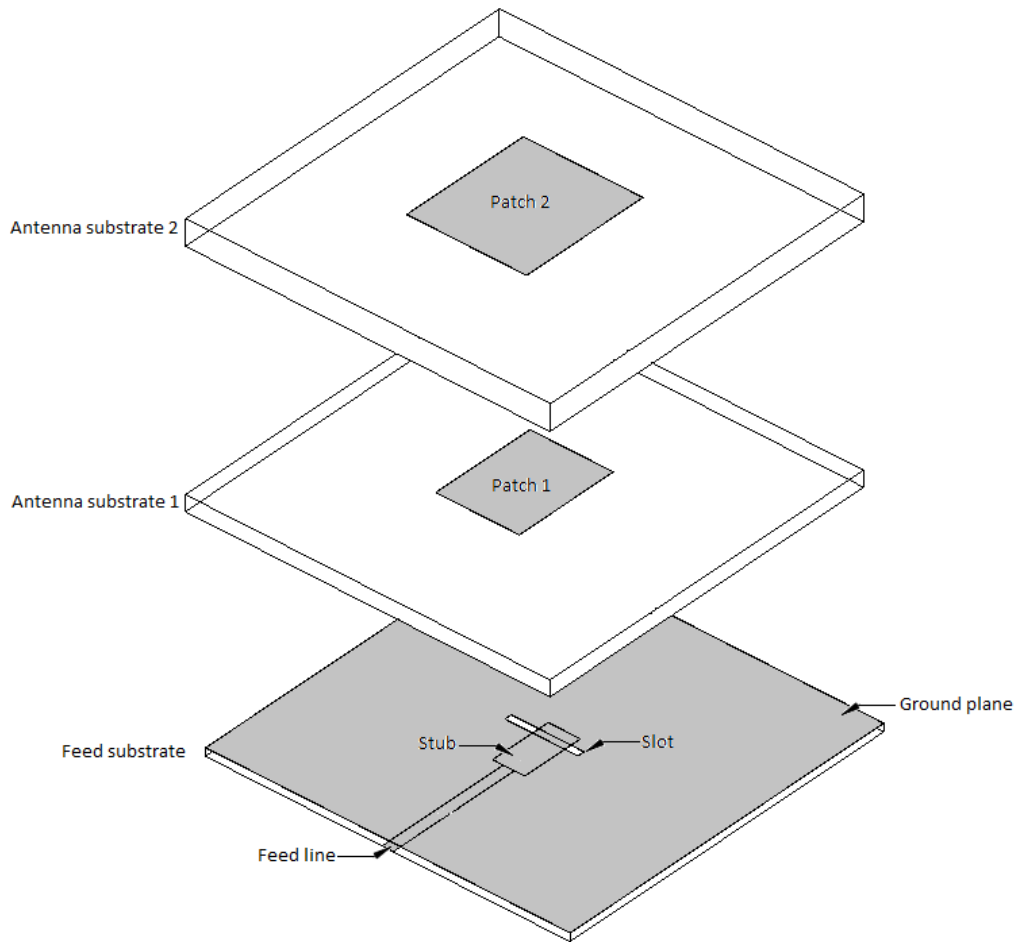 Patch 2
Antenna substrate 2
Patch 1
Antenna substrate 1
Ground plane
Stub
Slot
Feed substrate
Feed line